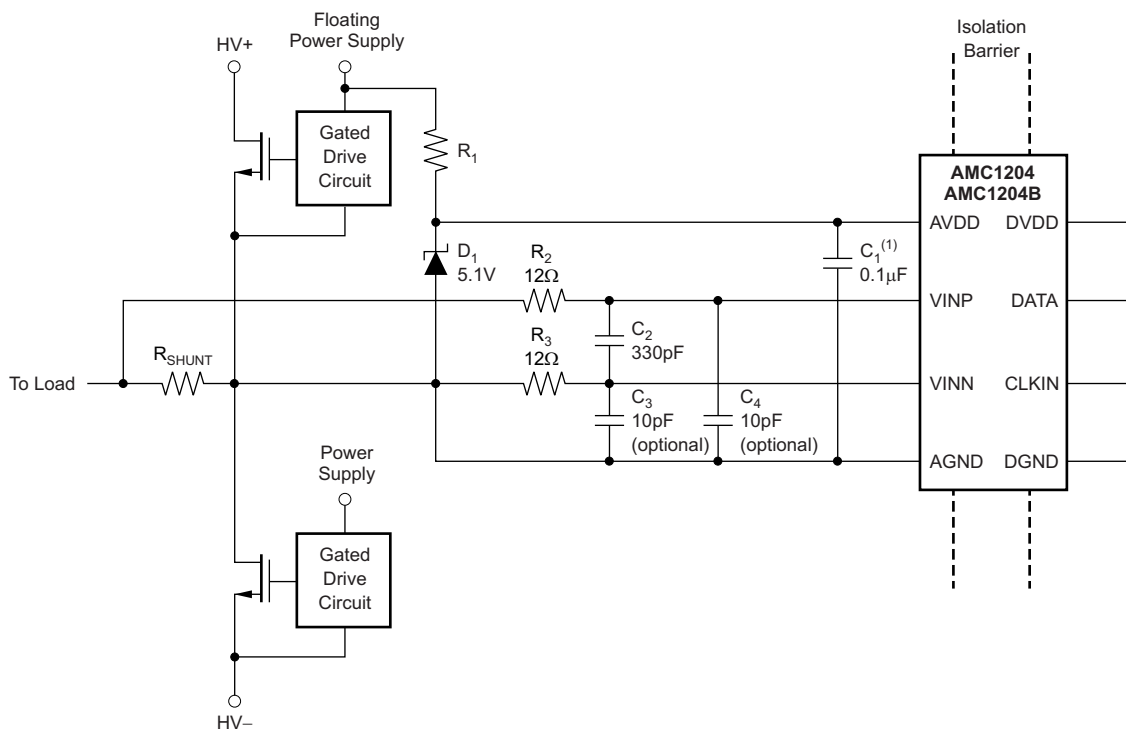 Floating
Power Supply
HV+
Isolation
Barrier
Gated
Drive
Circuit
R1
AMC1204
AMC1204B
AVDD
DVDD
D1
5.1V
R2
12Ω
C1(1)
0.1µF
VINP
DATA
C2
330pF
R3
12Ω
RSHUNT
To Load
VINN
CLKIN
C3
10pF
(optional)
C4
10pF
(optional)
AGND
DGND
Power
Supply
Gated
Drive
Circuit
HV−